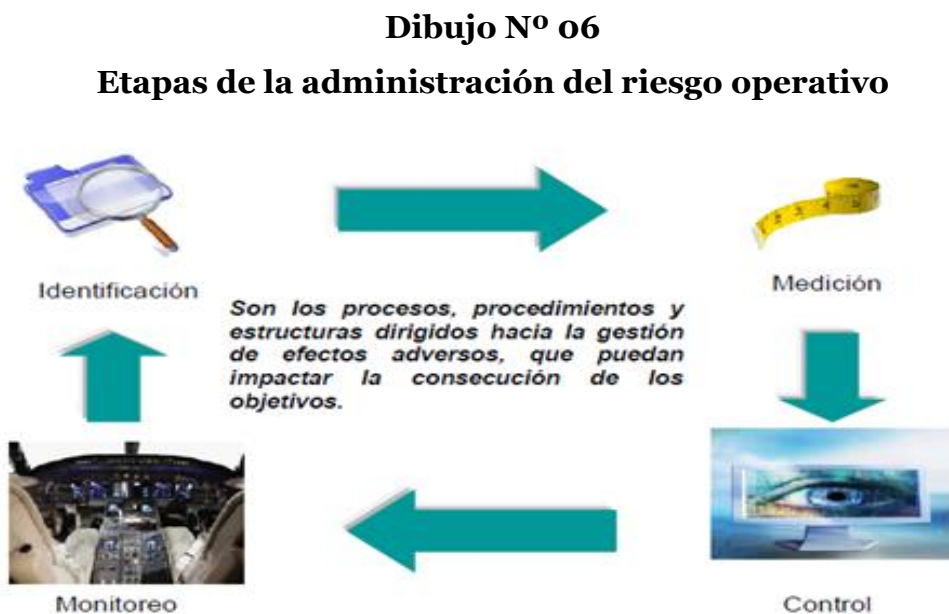 Dibujo Nº 06
Etapas de la administración del riesgo operativo
Identificación
Medición
Son los procesos, procedimientos y
estructuras dirigidos hacia la gestión
de efectos adversos, que puedan
impactar la consecución de los
objetivos.
Monitoreo
Control